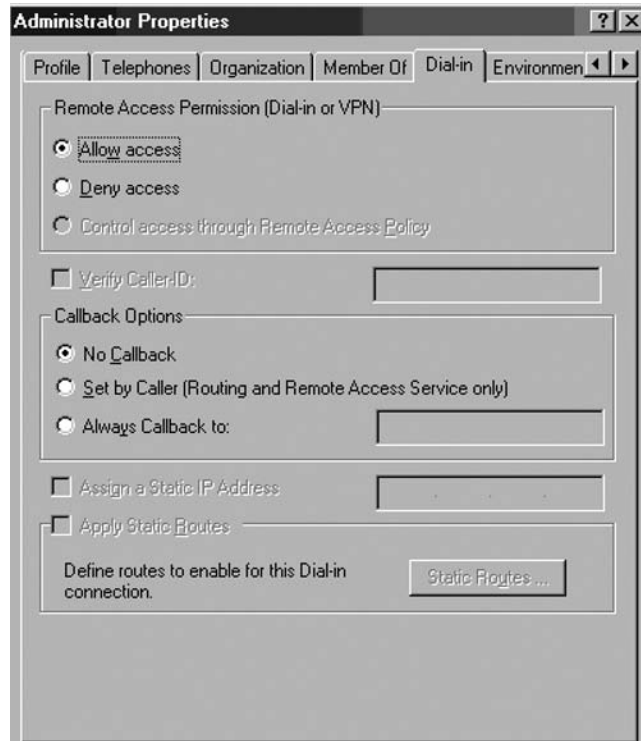 Administrator Properties ? ×
Profile Telephones Organization Member Of Dial-in Environmen
Remote Access Permission (Dial-in or VPN)
Allow access
Deny access
Control access through Remote Access Policy
Verify Caller-ID:
Callback Options
No Callback
Set by Caller (Routing and Remote Access Service only)
Always Callback to:
Assign a Static IP Address . . .
Apply Static Routes
Define routes to enable for this Dial-in
connection.
Static Routes ...